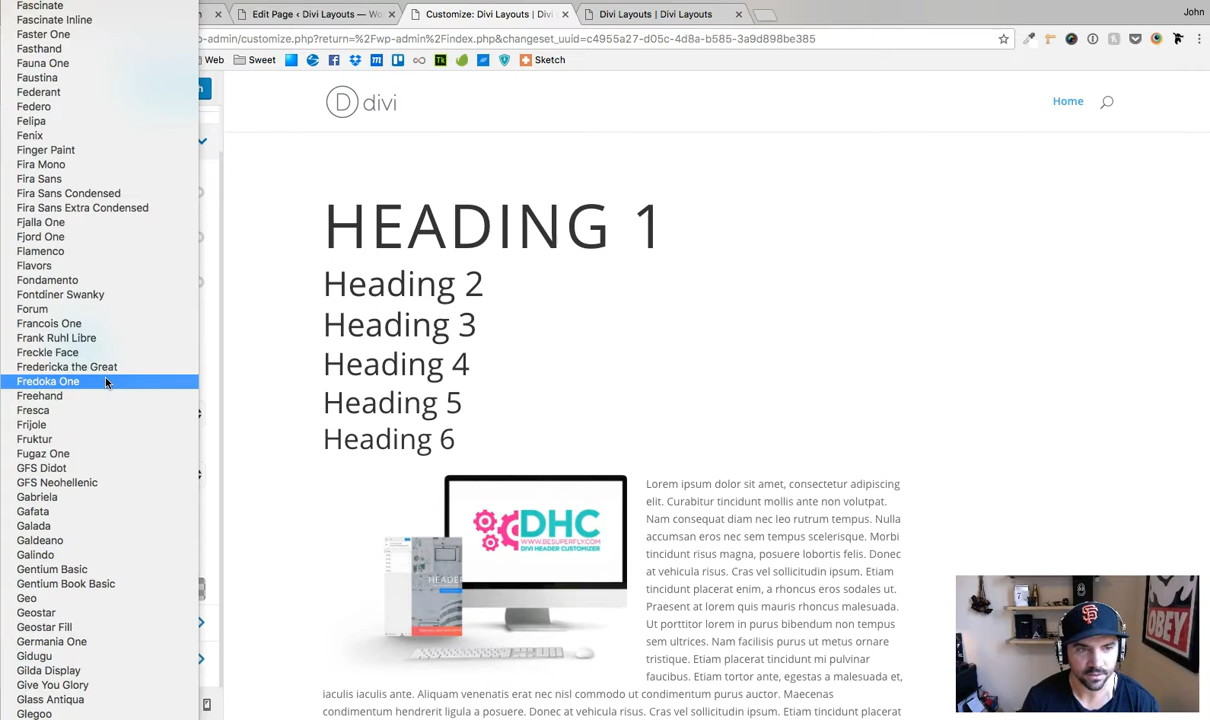 Fascinate
Fascinate Inline
Faster One
Fasthand
Fauna One
Faustina
Federant
Federo
Felipa
Fenix
Finger Paint
Fira Mono
Fira Sans
Fira Sans Condensed
Fira Sans Extra Condensed
Fjalla One
Fjord One
Flamenco
Flavors
Fondamento
Fontdiner Swanky
Forum
Francois One
Frank Ruhl Libre
Freckle Face
Fredericka the Great
Fredoka One
Freehand
Fresca
Frijole
Fruktur
Fugaz One
GFS Didot
GFS Neohellenic
Gabriela
Gafata
Galada
Galdeano
Galindo
Gentium Basic
Gentium Book Basic
Geo
Geostar
Geostar Fill
Germania One
Gidugu
Gilda Display
Give You Glory
Glass Antiqua
Glegoo
Edit Page ‹ Divi Layouts — Wo
Customize: Divi Layouts | Divi
Divi Layouts | Divi Layouts
John
p-admin/customize.php?return=%2Fwp-admin%2Findex.php&changeset_uuid=c4955a27-d05c-4d8a-b585-3a9d898be385
Web
Sweet
Tk
Sketch
D divi
Home
HEADING 1
Heading 2
Heading 3
Heading 4
Heading 5
Heading 6
DHC
WWW.BESUPERFLY.COM
DIVI HEADER CUSTOMIZER
HEADER
Lorem ipsum dolor sit amet, consectetur adipiscing
elit. Curabitur tincidunt mollis ante non volutpat.
Nam consequat diam nec leo rutrum tempus. Nulla
accumsan eros nec sem tempus scelerisque. Morbi
tincidunt risus magna, posuere lobortis felis. Donec
at vehicula risus. Cras vel sollicitudin ipsum. Etiam
tincidunt placerat enim, a rhoncus eros sodales ut.
Praesent at lorem quis mauris rhoncus malesuada.
Ut porttitor lorem in purus bibendum non tempus
sem ultrices. Nam facilisis purus ut metus ornare
tristique. Etiam placerat tincidunt mi pulvinar
faucibus. Etiam tortor ante, egestas a malesuada et,
iaculis iaculis ante. Aliquam venenatis erat nec nisl commodo ut condimentum purus auctor. Maecenas
condimentum hendrerit ligula a posuere. Donec at vehicula risus. Cras vel sollicitudin ipsum. Etiam tincidunt placerat
OBEY